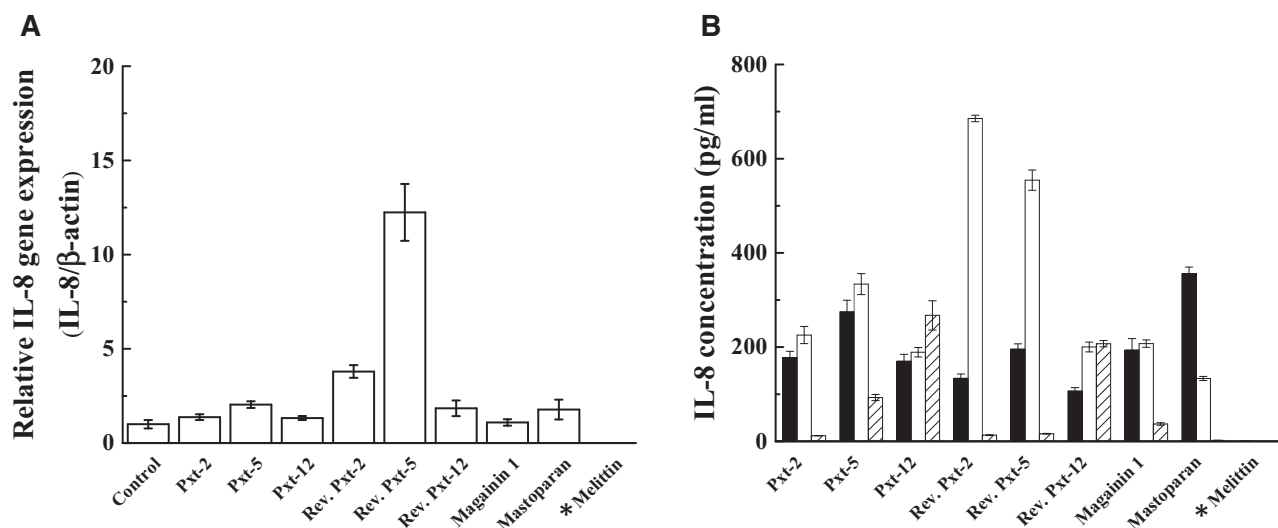 A
Relative IL-8 gene expression
(IL-8/β-actin)
20
15
10
5
0
Control
Pxt-2
Pxt-5
Pxt-12
Rev. Pxt-2
Rev. Pxt-5
Rev. Pxt-12
Magainin 1
Mastoparan
*Melittin
B
IL-8 concentration (pg/ml)
800
600
400
200
0
Pxt-2
Pxt-5
Pxt-12
Rev. Pxt-2
Rev. Pxt-5
Rev. Pxt-12
Magainin 1
Mastoparan
*Melittin